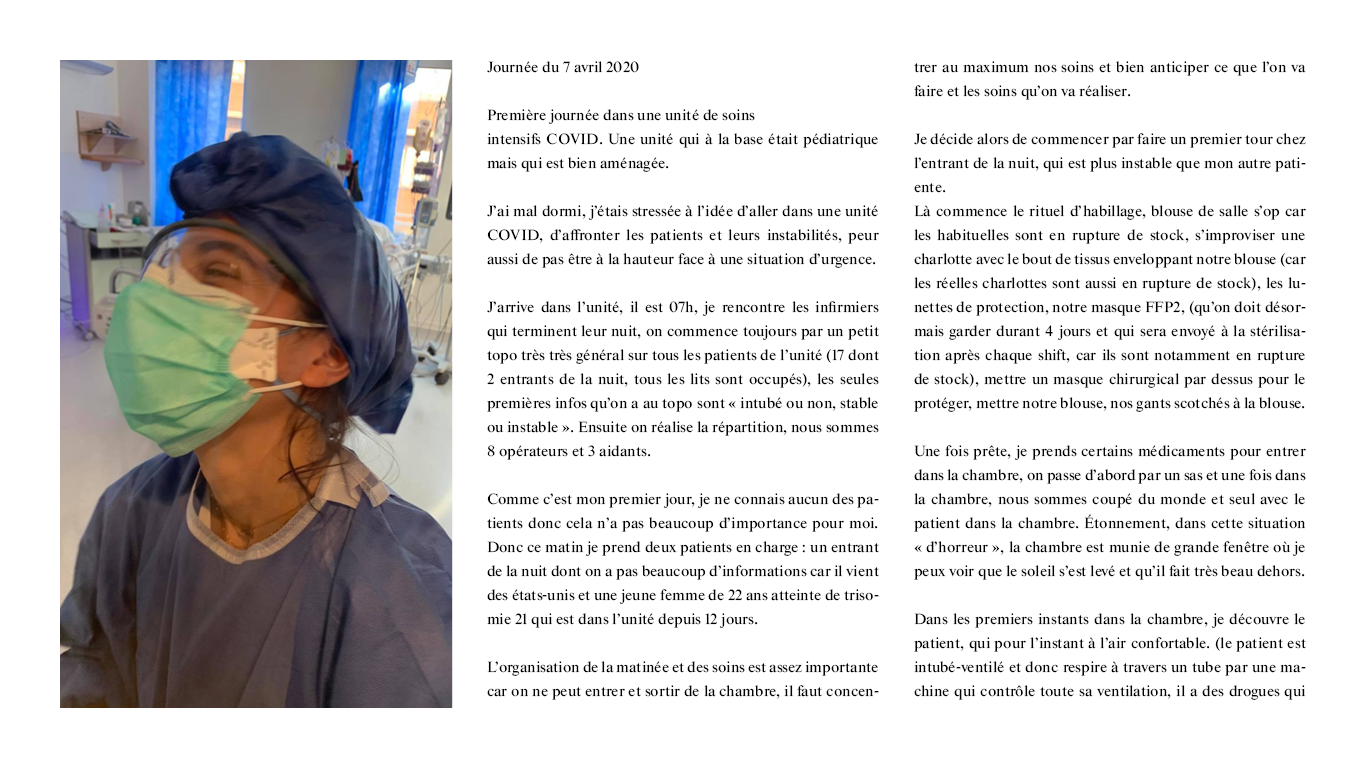 Journée du 7 avril 2020
Première journée dans une unité de soins
intensifs COVID. Une unité qui à la base était pédiatrique
mais qui est bien aménagée.
J'ai mal dormi, j'étais stressée à l'idée d'aller dans une unité
COVID, d'affronter les patients et leurs instabilités, peur
aussi de pas être à la hauteur face à une situation d'urgence.
J'arrive dans l'unité, il est 07h, je rencontre les infirmiers
qui terminent leur nuit, on commence toujours par un petit
topo très très général sur tous les patients de l'unité (17 dont
2 entrants de la nuit, tous les lits sont occupés), les seules
premières infos qu'on a au topo sont « intubé ou non, stable
ou instable ». Ensuite on réalise la répartition, nous sommes
8 opérateurs et 3 aidants.
Comme c'est mon premier jour, je ne connais aucun des pa-
tients donc cela n'a pas beaucoup d'importance pour moi.
Donc ce matin je prend deux patients en charge : un entrant
de la nuit dont on a pas beaucoup d'informations car il vient
des états-unis et une jeune femme de 22 ans atteinte de triso-
mie 21 qui est dans l'unité depuis 12 jours.
L'organisation de la matinée et des soins est assez importante
car on ne peut entrer et sortir de la chambre, il faut concen-
trer au maximum nos soins et bien anticiper ce que l'on va
faire et les soins qu'on va réaliser.
Je décide alors de commencer par faire un premier tour chez
l'entrant de la nuit, qui est plus instable que mon autre pati-
ente.
Là commence le rituel d'habillage, blouse de salle s'op car
les habituelles sont en rupture de stock, s'improviser une
charlotte avec le bout de tissus enveloppant notre blouse (car
les réelles charlottes sont aussi en rupture de stock), les lu-
nettes de protection, notre masque FFP2, (qu'on doit désor-
mais garder durant 4 jours et qui sera envoyé à la stérilisa-
tion après chaque shift, car ils sont notamment en rupture
de stock), mettre un masque chirurgical par dessus pour le
protéger, mettre notre blouse, nos gants scotchés à la blouse.
Une fois prête, je prends certains médicaments pour entrer
dans la chambre, on passe d'abord par un sas et une fois dans
la chambre, nous sommes coupé du monde et seul avec le
patient dans la chambre. Étonnement, dans cette situation
« d'horreur », la chambre est munie de grande fenêtre où je
peux voir que le soleil s'est levé et qu'il fait très beau dehors.
Dans les premiers instants dans la chambre, je découvre le
patient, qui pour l'instant à l'air confortable. (le patient est
intubé-ventilé et donc respire à travers un tube par une ma-
chine qui contrôle toute sa ventilation, il a des drogues qui